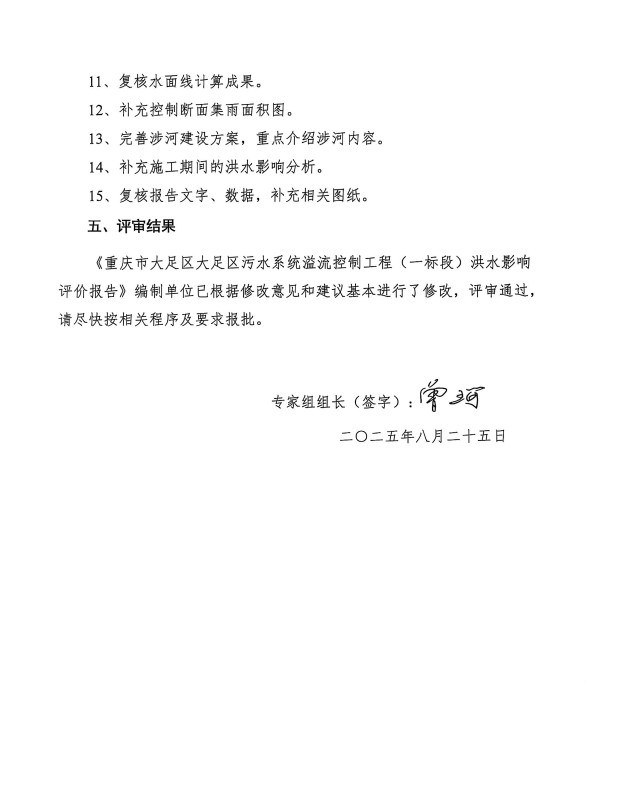 11、复核水面线计算成果。
12、补充控制断面集雨面积图。
13、完善涉河建设方案，重点介绍涉河内容。
14、补充施工期间的洪水影响分析。
15、复核报告文字、数据，补充相关图纸。
五、评审结果
《重庆市大足区大足区污水系统溢流控制工程（一标段）洪水影响
评价报告》编制单位已根据修改意见和建议基本进行了修改，评审通过，
请尽快按相关程序及要求报批。
专家组组长（签字）：曾珂
二〇二五年八月二十五日